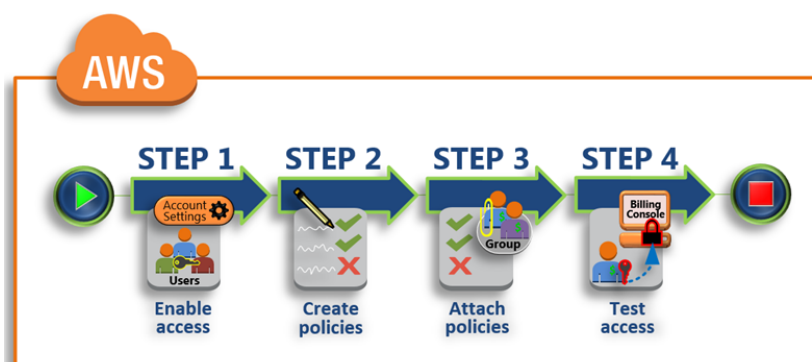 AWS
STEP 1
STEP 2
STEP 3
STEP 4
Account
Settings
Users
Group
Billing
Console
Enable
access
Create
policies
Attach
policies
Test
access